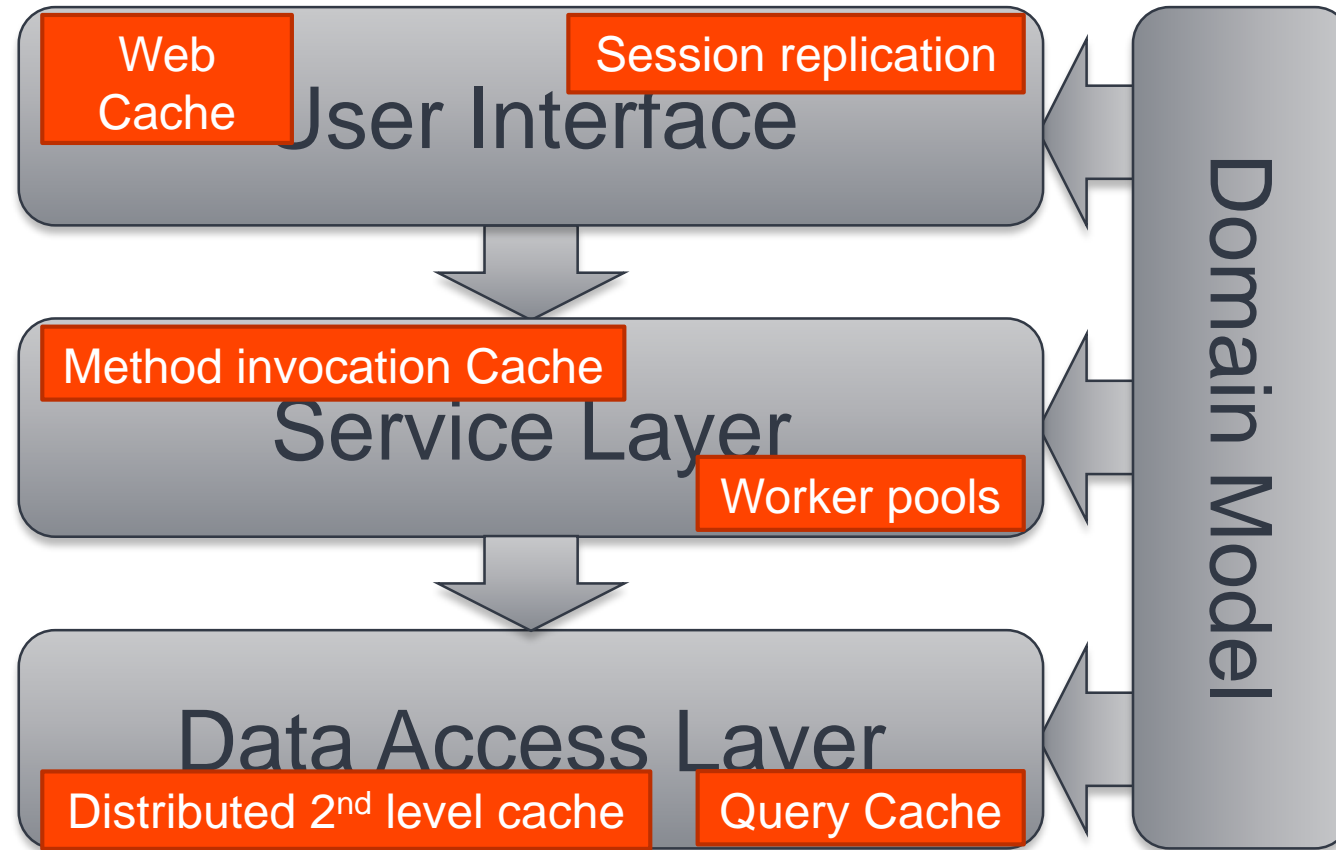 Web
Cache
Session replication
User Interface
Method invocation Cache
Service Layer
Worker pools
Data Access Layer
Distributed 2nd level cache
Query Cache
Domain Model